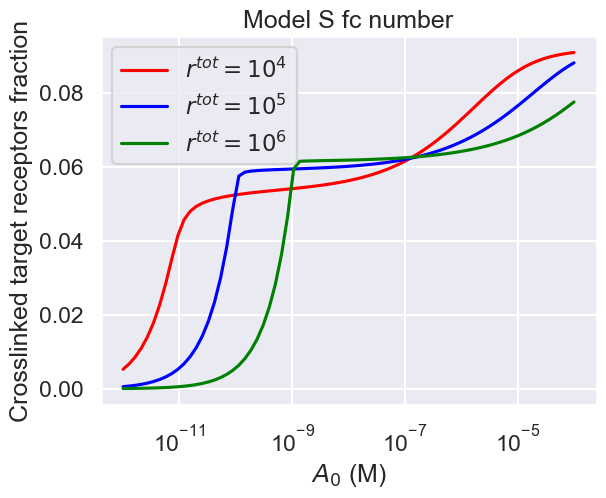 Model S fc number
Crosslinked target receptors fraction
r^{tot} = 10^4
r^{tot} = 10^5
r^{tot} = 10^6
0.08
0.06
0.04
0.02
0.00
10^{-11}
10^{-9}
10^{-7}
10^{-5}
A_0 (M)